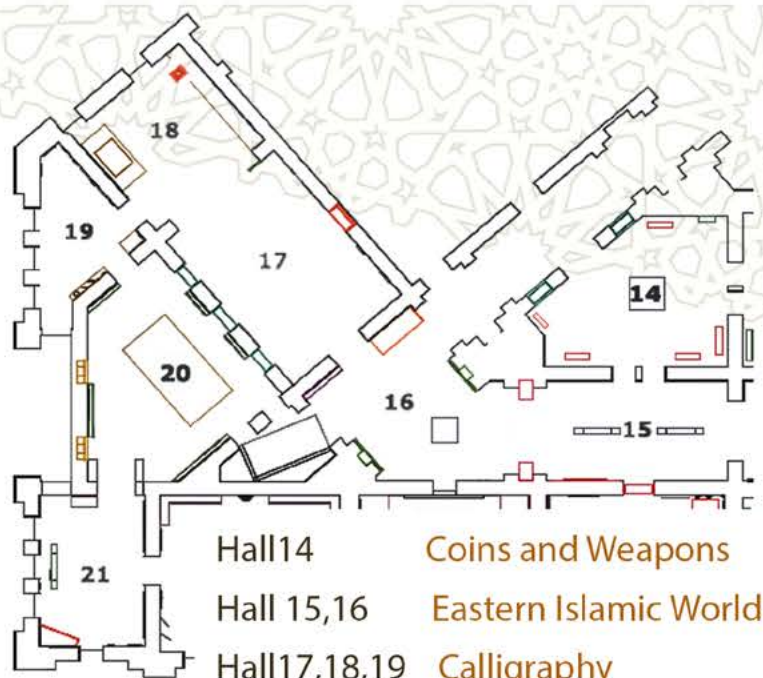 18
19
17
14
20
16
15
21
Hall14 Coins and Weapons
Hall 15,16 Eastern Islamic World
Hall17,18,19 Calligraphy